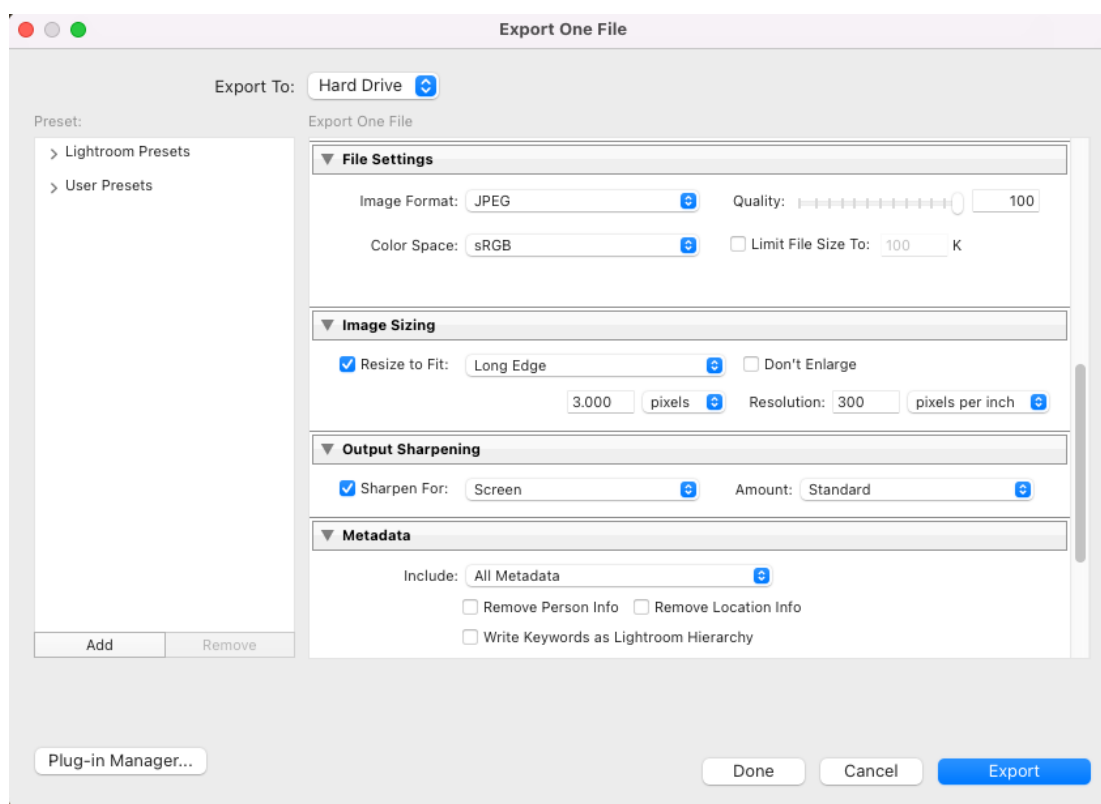 Export One File
Export To: Hard Drive
Preset:
Export One File
Lightroom Presets
User Presets
File Settings
Image Format: JPEG Quality: 100
Color Space: sRGB Limit File Size To: 100 K
Image Sizing
Resize to Fit: Long Edge Don't Enlarge
3.000 pixels Resolution: 300 pixels per inch
Output Sharpening
Sharpen For: Screen Amount: Standard
Metadata
Include: All Metadata
Remove Person Info Remove Location Info
Write Keywords as Lightroom Hierarchy
Add Remove
Plug-in Manager...
Done Cancel Export